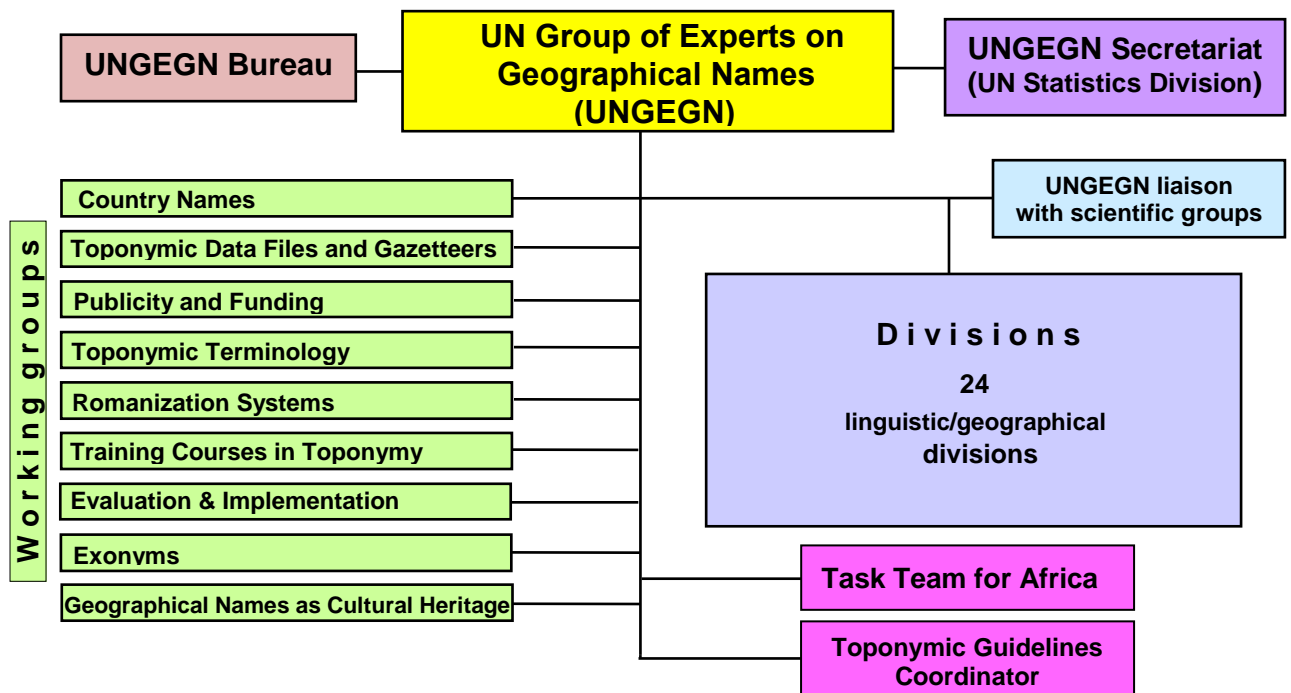 UNGEGN Bureau
UN Group of Experts on
Geographical Names
(UNGEGN)
UNGEGN Secretariat
(UN Statistics Division)
Working groups
Country Names
Toponymic Data Files and Gazetteers
Publicity and Funding
Toponymic Terminology
Romanization Systems
Training Courses in Toponymy
Evaluation & Implementation
Exonyms
Geographical Names as Cultural Heritage
UNGEGN liaison
with scientific groups
Divisions
24
linguistic/geographical
divisions
Task Team for Africa
Toponymic Guidelines
Coordinator